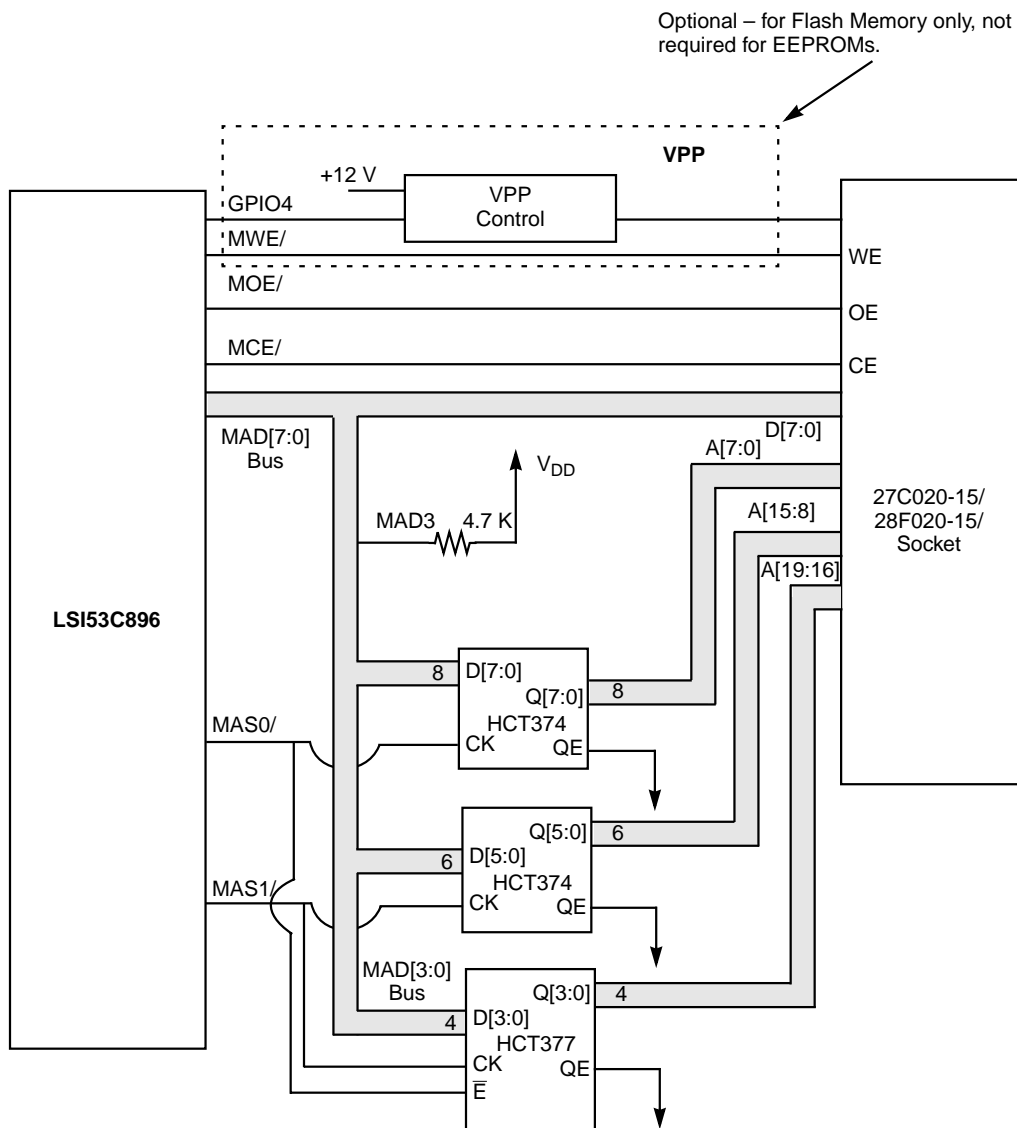 Optional – for Flash Memory only, not
required for EEPROMs.
VPP
+12 V
VPP
Control
GPIO4
MWE/
WE
MOE/
OE
MCE/
CE
MAD[7:0]
Bus
D[7:0]
A[7:0]
VDD
MAD3
4.7 K
A[15:8]
A[19:16]
27C020-15/
28F020-15/
Socket
LSI53C896
8
D[7:0]
Q[7:0]
8
HCT374
CK
QE
MAS0/
Q[5:0]
6
6
D[5:0]
HCT374
CK
QE
MAS1/
MAD[3:0]
Bus
Q[3:0]
4
4
D[3:0]
HCT377
CK
QE
E̅